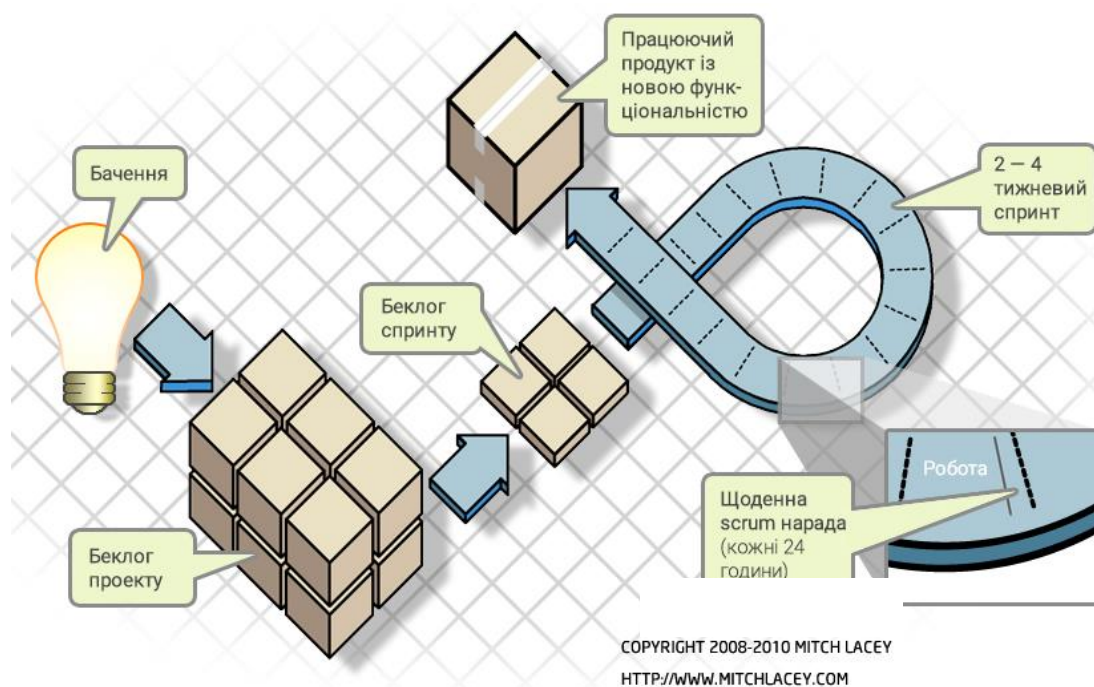 Працюючий
продукт із
новою функ-
ціональністю
Бачення
2 — 4
тижневий
спринт
Беклог
спринту
Робота
Щоденна
scrum нарада
(кожні 24
години)
Беклог
проекту
COPYRIGHT 2008-2010 MITCH LACEY
HTTP://WWW.MITCHLACEY.COM